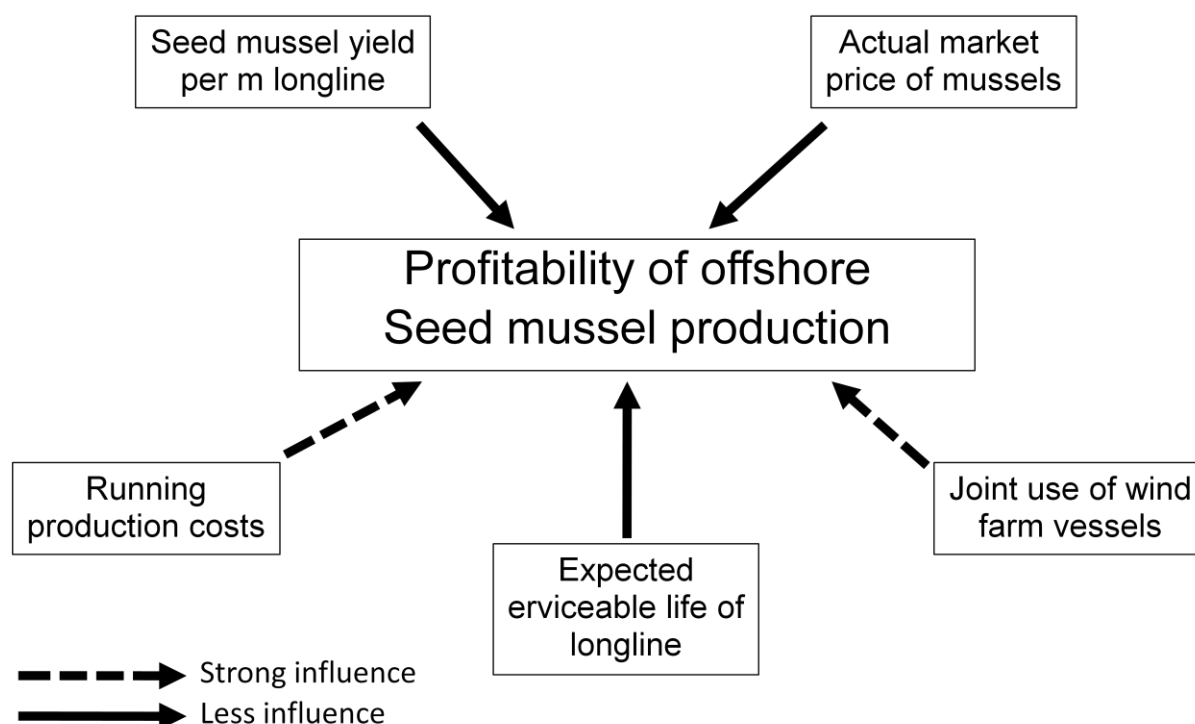 Seed mussel yield
per m longline
Actual market
price of mussels
Profitability of offshore
Seed mussel production
Running
production costs
Expected
erviceable life of
longline
Joint use of wind
farm vessels
Strong influence
Less influence